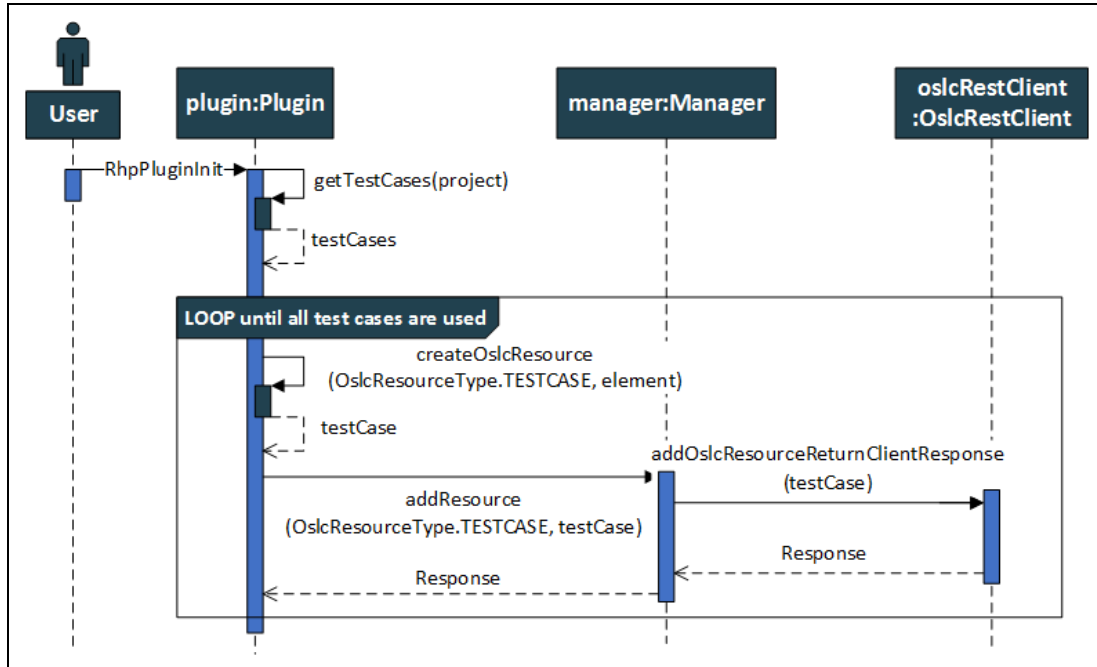 User
plugin:Plugin
manager:Manager
oslcRestClient
:OslcRestClient
RhpPluginInit
getTestCases(project)
testCases
LOOP until all test cases are used
createOslcResource
(OslcResourceType.TESTCASE, element)
testCase
addOslcResourceReturnClientResponse
(testCase)
addResource
(OslcResourceType.TESTCASE, testCase)
Response
Response